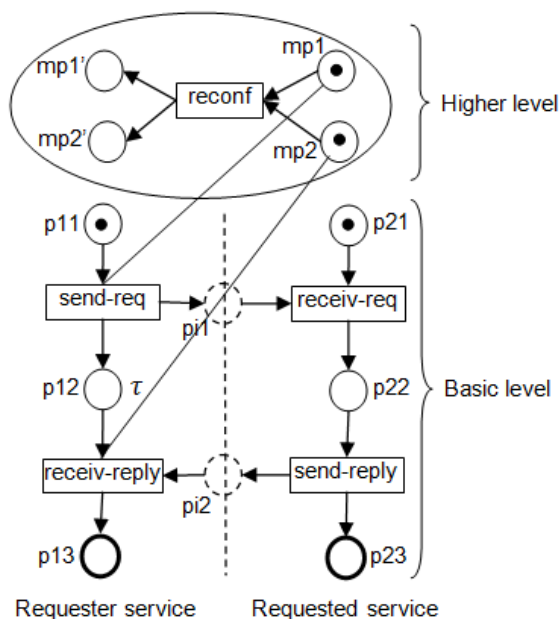 mp1’
mp1
reconf
Higher level
mp2’
mp2
p11
p21
send-req
receiv-req
pi1
p12
τ
p22
Basic level
receiv-reply
send-reply
pi2
p13
p23
Requester service
Requested service